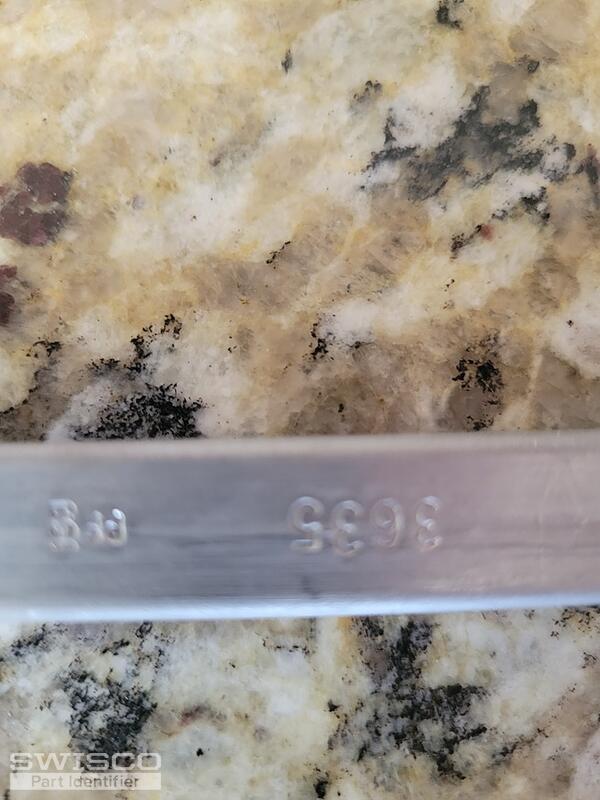 3635
SWISCO
Part Identifier